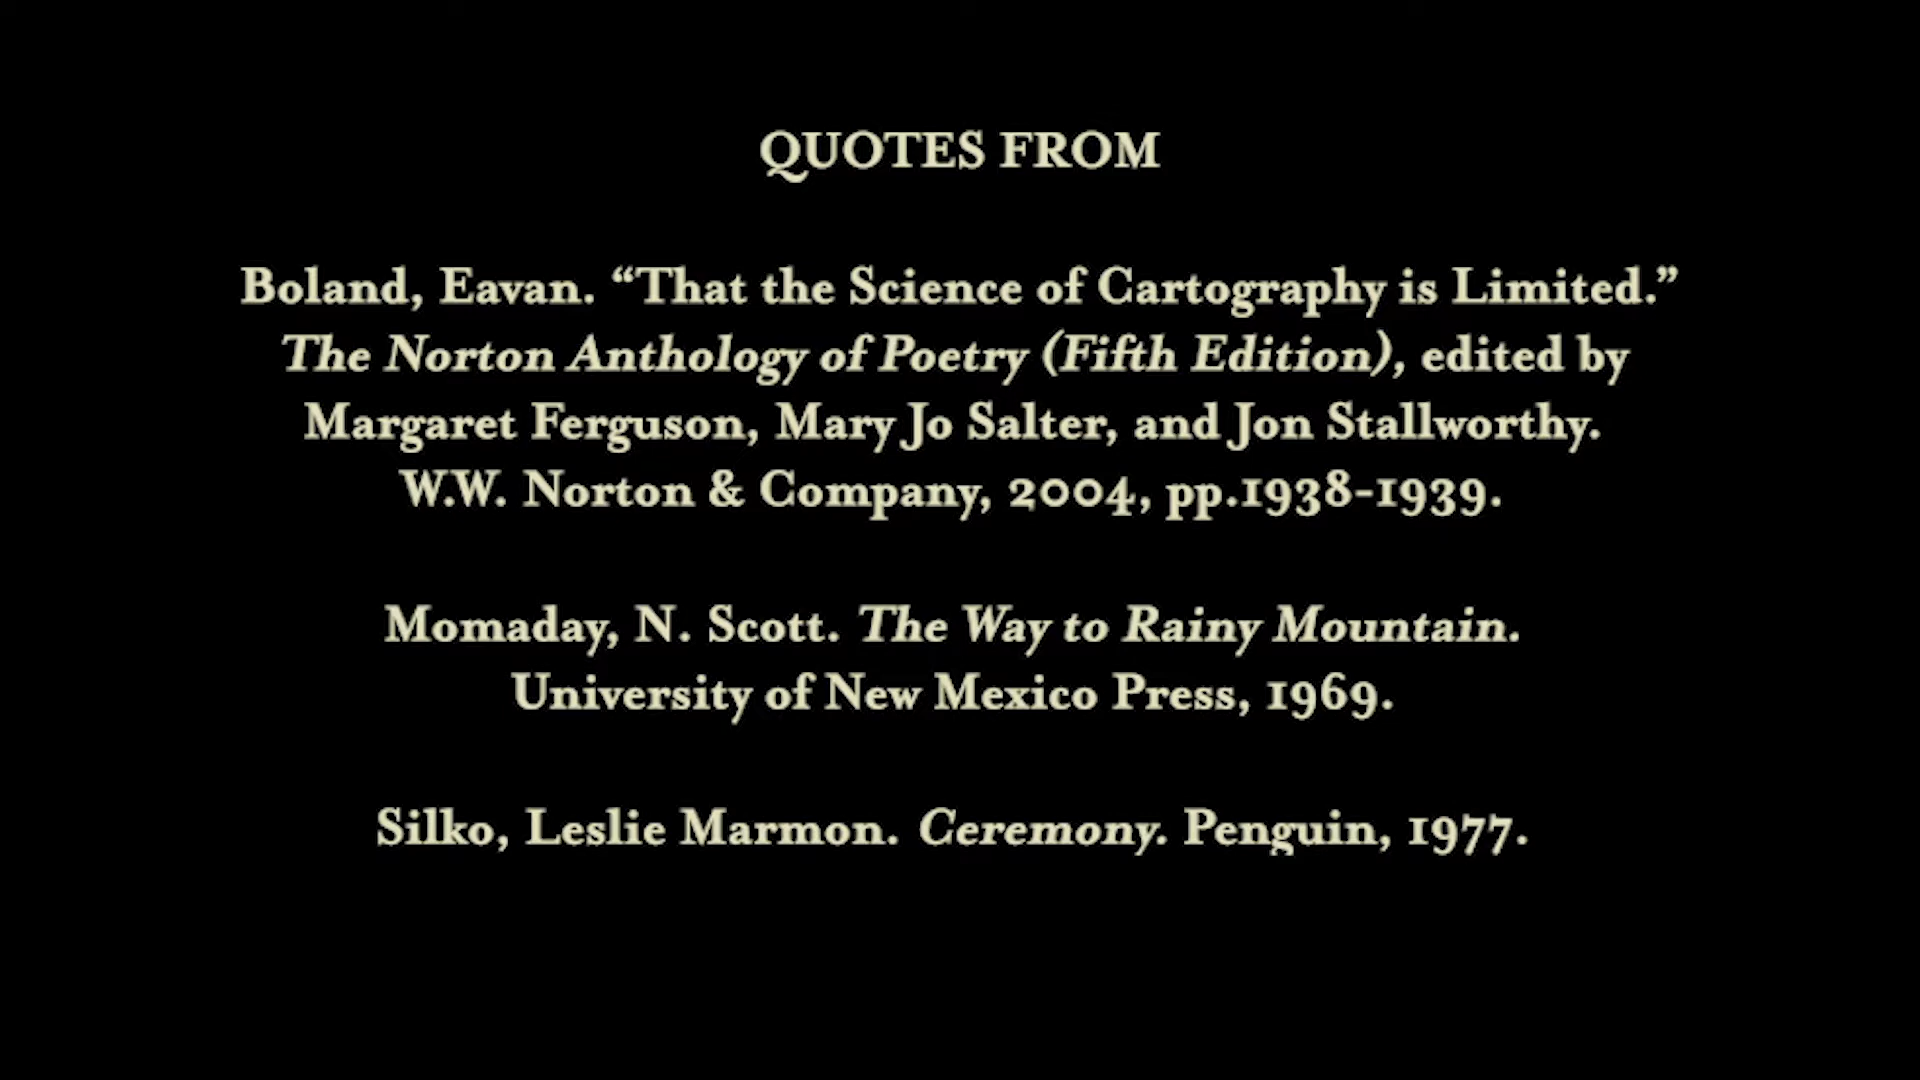 QUOTES FROM
Boland, Eavan. “That the Science of Cartography is Limited.”
The Norton Anthology of Poetry (Fifth Edition), edited by
Margaret Ferguson, Mary Jo Salter, and Jon Stallworthy.
W.W. Norton & Company, 2004, pp.1938-1939.
Momaday, N. Scott. The Way to Rainy Mountain.
University of New Mexico Press, 1969.
Silko, Leslie Marmon. Ceremony. Penguin, 1977.